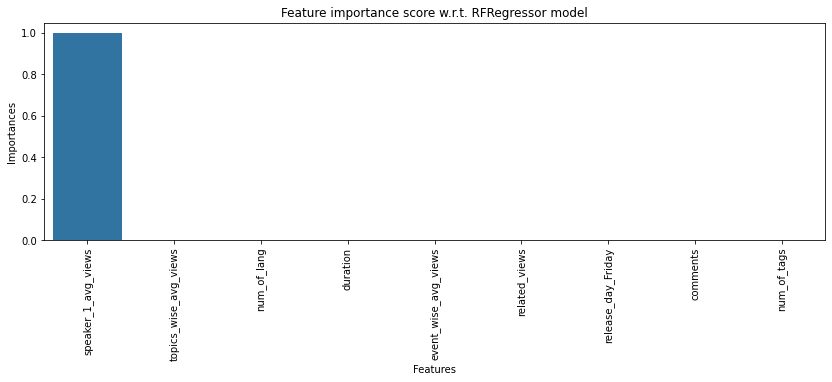 Feature importance score w.r.t. RFRegressor model
Importances
1.0
0.8
0.6
0.4
0.2
0.0
speaker_1_avg_views
topics_wise_avg_views
num_of_lang
duration
event_wise_avg_views
related_views
release_day_Friday
comments
num_of_tags
Features